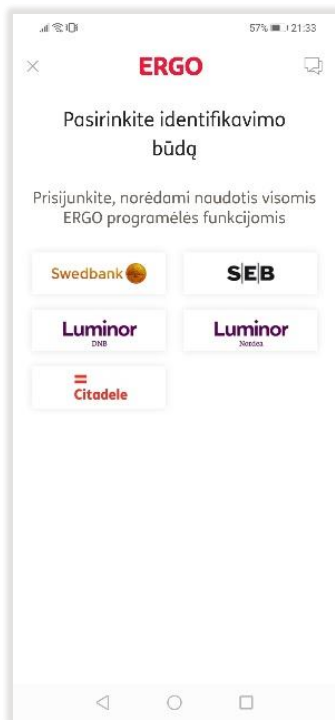 57% 21:33
ERGO
Pasirinkite identifikavimo
būdą
Prisijunkite, norėdami naudotis visomis
ERGO programėlės funkcijomis
Swedbank SEB
Luminor Luminor
DNB Nordea
Citadele